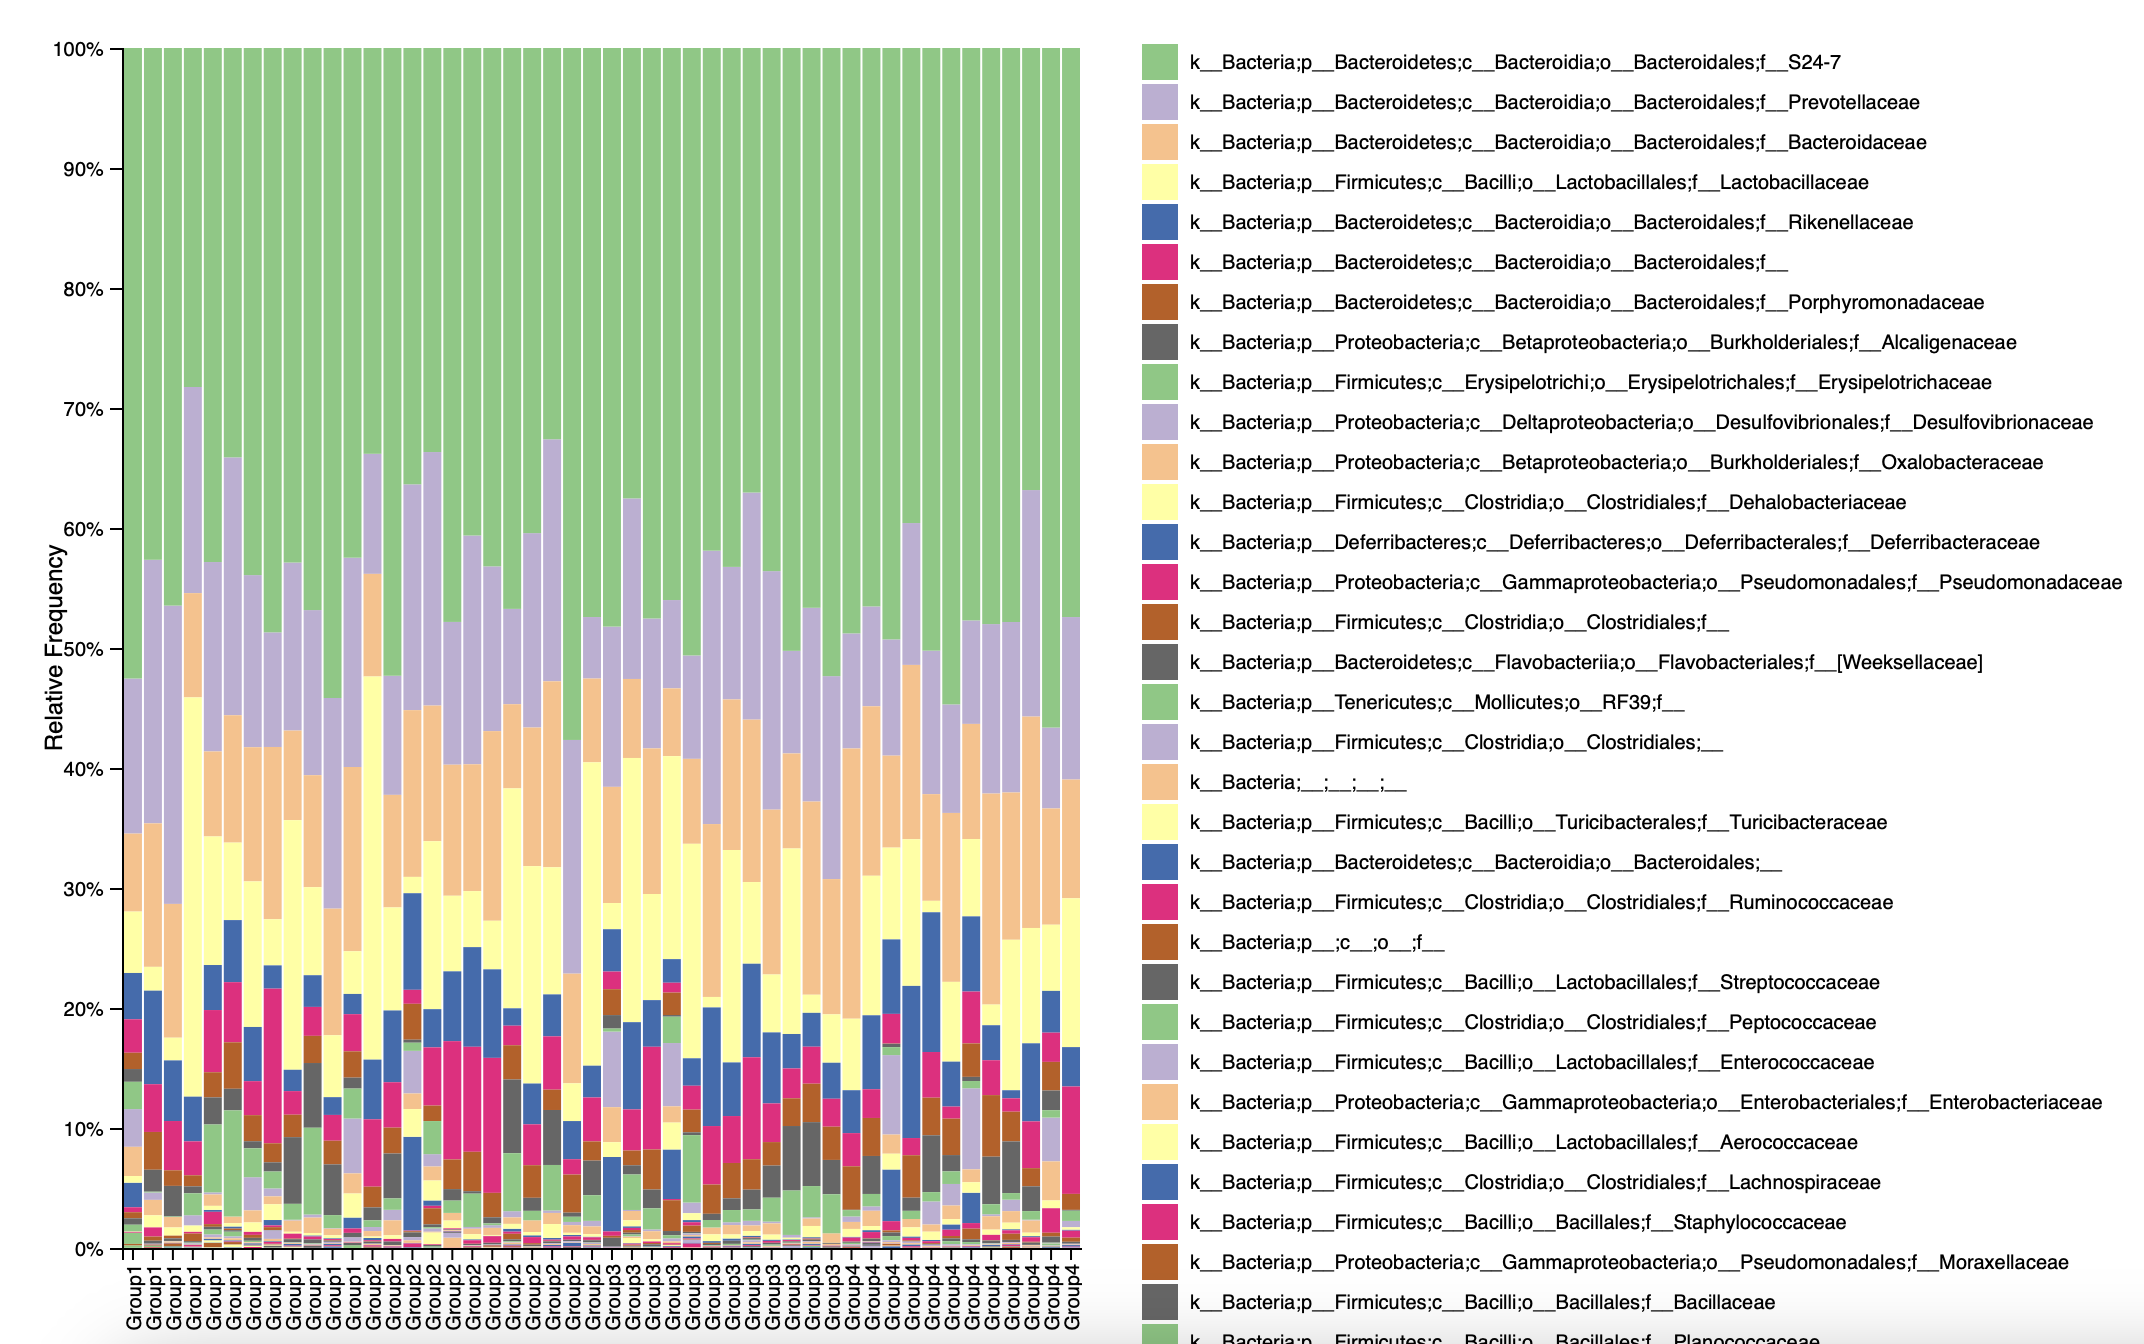 100%
90%
80%
70%
60%
50%
40%
30%
20%
10%
0%
Relative Frequency
Group1
Group1
Group1
Group1
Group1
Group1
Group1
Group1
Group1
Group1
Group1
Group1
Group2
Group2
Group2
Group2
Group2
Group2
Group2
Group2
Group2
Group2
Group2
Group2
Group3
Group3
Group3
Group3
Group3
Group3
Group3
Group3
Group3
Group3
Group3
Group3
Group4
Group4
Group4
Group4
Group4
Group4
Group4
Group4
Group4
Group4
Group4
Group4
k__Bacteria;p__Bacteroidetes;c__Bacteroidia;o__Bacteroidales;f__S24-7
k__Bacteria;p__Bacteroidetes;c__Bacteroidia;o__Bacteroidales;f__Prevotellaceae
k__Bacteria;p__Bacteroidetes;c__Bacteroidia;o__Bacteroidales;f__Bacteroidaceae
k__Bacteria;p__Firmicutes;c__Bacilli;o__Lactobacillales;f__Lactobacillaceae
k__Bacteria;p__Bacteroidetes;c__Bacteroidia;o__Bacteroidales;f__Rikenellaceae
k__Bacteria;p__Bacteroidetes;c__Bacteroidia;o__Bacteroidales;f__
k__Bacteria;p__Bacteroidetes;c__Bacteroidia;o__Bacteroidales;f__Porphyromonadaceae
k__Bacteria;p__Proteobacteria;c__Betaproteobacteria;o__Burkholderiales;f__Alcaligenaceae
k__Bacteria;p__Firmicutes;c__Erysipelotrichi;o__Erysipelotrichales;f__Erysipelotrichaceae
k__Bacteria;p__Proteobacteria;c__Deltaproteobacteria;o__Desulfovibrionales;f__Desulfovibrionaceae
k__Bacteria;p__Proteobacteria;c__Betaproteobacteria;o__Burkholderiales;f__Oxalobacteraceae
k__Bacteria;p__Firmicutes;c__Clostridia;o__Clostridiales;f__Dehalobacteriaceae
k__Bacteria;p__Deferribacteres;c__Deferribacteres;o__Deferribacterales;f__Deferribacteraceae
k__Bacteria;p__Proteobacteria;c__Gammaproteobacteria;o__Pseudomonadales;f__Pseudomonadaceae
k__Bacteria;p__Firmicutes;c__Clostridia;o__Clostridiales;f__
k__Bacteria;p__Bacteroidetes;c__Flavobacteriia;o__Flavobacteriales;f__[Weeksellaceae]
k__Bacteria;p__Tenericutes;c__Mollicutes;o__RF39;f__
k__Bacteria;p__Firmicutes;c__Clostridia;o__Clostridiales;__
k__Bacteria;__;__;__;__
k__Bacteria;p__Firmicutes;c__Bacilli;o__Turicibacterales;f__Turicibacteraceae
k__Bacteria;p__Bacteroidetes;c__Bacteroidia;o__Bacteroidales;__
k__Bacteria;p__Firmicutes;c__Clostridia;o__Clostridiales;f__Ruminococcaceae
k__Bacteria;p__;c__;o__;f__
k__Bacteria;p__Firmicutes;c__Bacilli;o__Lactobacillales;f__Streptococcaceae
k__Bacteria;p__Firmicutes;c__Clostridia;o__Clostridiales;f__Peptococcaceae
k__Bacteria;p__Firmicutes;c__Bacilli;o__Lactobacillales;f__Enterococcaceae
k__Bacteria;p__Proteobacteria;c__Gammaproteobacteria;o__Enterobacteriales;f__Enterobacteriaceae
k__Bacteria;p__Firmicutes;c__Bacilli;o__Lactobacillales;f__Aerococcaceae
k__Bacteria;p__Firmicutes;c__Clostridia;o__Clostridiales;f__Lachnospiraceae
k__Bacteria;p__Firmicutes;c__Bacilli;o__Bacillales;f__Staphylococcaceae
k__Bacteria;p__Proteobacteria;c__Gammaproteobacteria;o__Pseudomonadales;f__Moraxellaceae
k__Bacteria;p__Firmicutes;c__Bacilli;o__Bacillales;f__Bacillaceae
k__Bacteria;p__Firmicutes;c__Bacilli;o__Bacillales;f__Planococcaceae